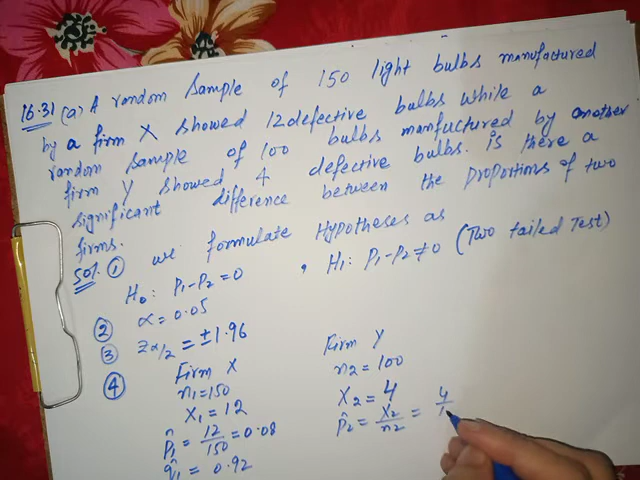 16.31 (a) A random sample of 150 light bulbs manufactured
by a firm X showed 12 defective bulbs while a
random sample of 100 bulbs manfuctured by another
firm Y showed 4 defective bulbs. is there a
significant difference between the proportions of two
firms.
Sol. ① we formulate Hypotheses as
H₀: P₁-P₂=0 , H₁: P₁-P₂≠0 (Two tailed Test)
② α=0.05
③ Zα/2 = ±1.96
④ Firm X Firm Y
n₁=150 n₂=100
X₁=12 X₂=4
p̂₁=12/150=0.08 p̂₂=X₂/n₂=4/1
q̂₁=0.92